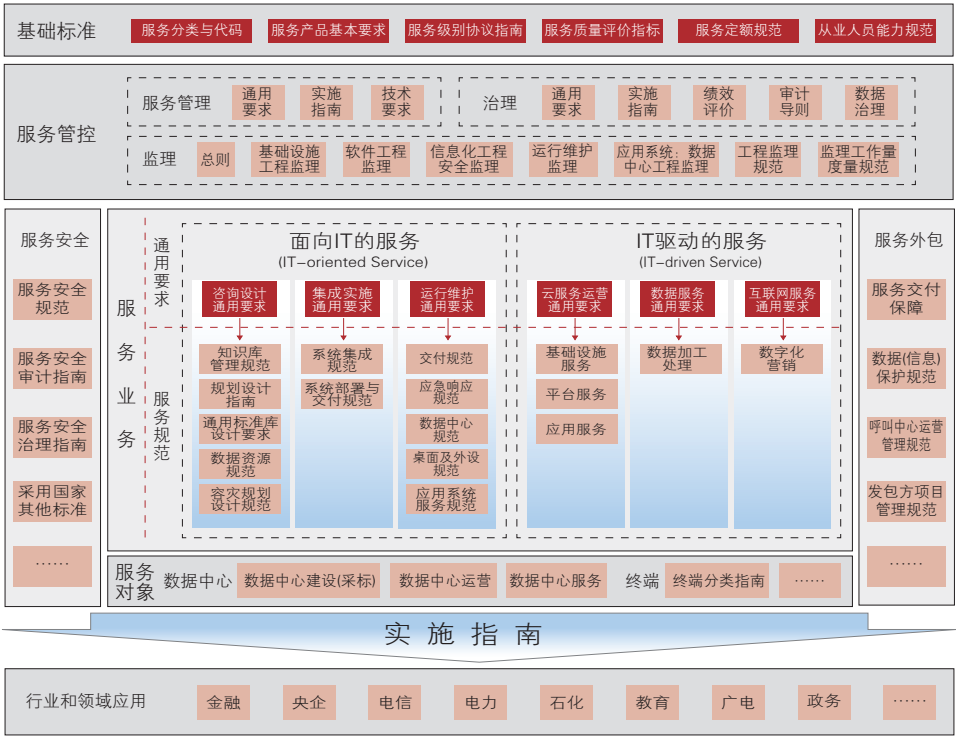 基础标准
服务分类与代码
服务产品基本要求
服务级别协议指南
服务质量评价指标
服务定额规范
从业人员能力规范
服务管控
服务管理
通用
要求
实施
指南
技术
要求
治理
通用
要求
实施
指南
绩效
评价
审计
导则
数据
治理
监理
总则
基础设施
工程监理
软件工程
监理
信息化工程
安全监理
运行维护
监理
应用系统：数据
中心工程监理
工程监理
规范
监理工作量
度量规范
服务安全
服务安全
规范
服务安全
审计指南
服务安全
治理指南
采用国家
其他标准
……
服务业务
通用要求
服务规范
面向IT的服务
(IT-oriented Service)
咨询设计
通用要求
知识库
管理规范
规划设计
指南
通用标准库
设计要求
数据资源
规范
容灾规划
设计规范
集成实施
通用要求
系统集成
规范
系统部署与
交付规范
运行维护
通用要求
交付规范
应急响应
规范
数据中心
规范
桌面及外设
规范
应用系统
服务规范
IT驱动的服务
(IT-driven Service)
云服务运营
通用要求
基础设施
服务
平台服务
应用服务
数据服务
通用要求
数据加工
处理
互联网服务
通用要求
数字化
营销
服务外包
服务交付
保障
数据(信息)
保护规范
呼叫中心运营
管理规范
发包方项目
管理规范
……
服务
对象
数据中心
数据中心建设(采标)
数据中心运营
数据中心服务
终端
终端分类指南
……
实施指南
行业和领域应用
金融
央企
电信
电力
石化
教育
广电
政务
……